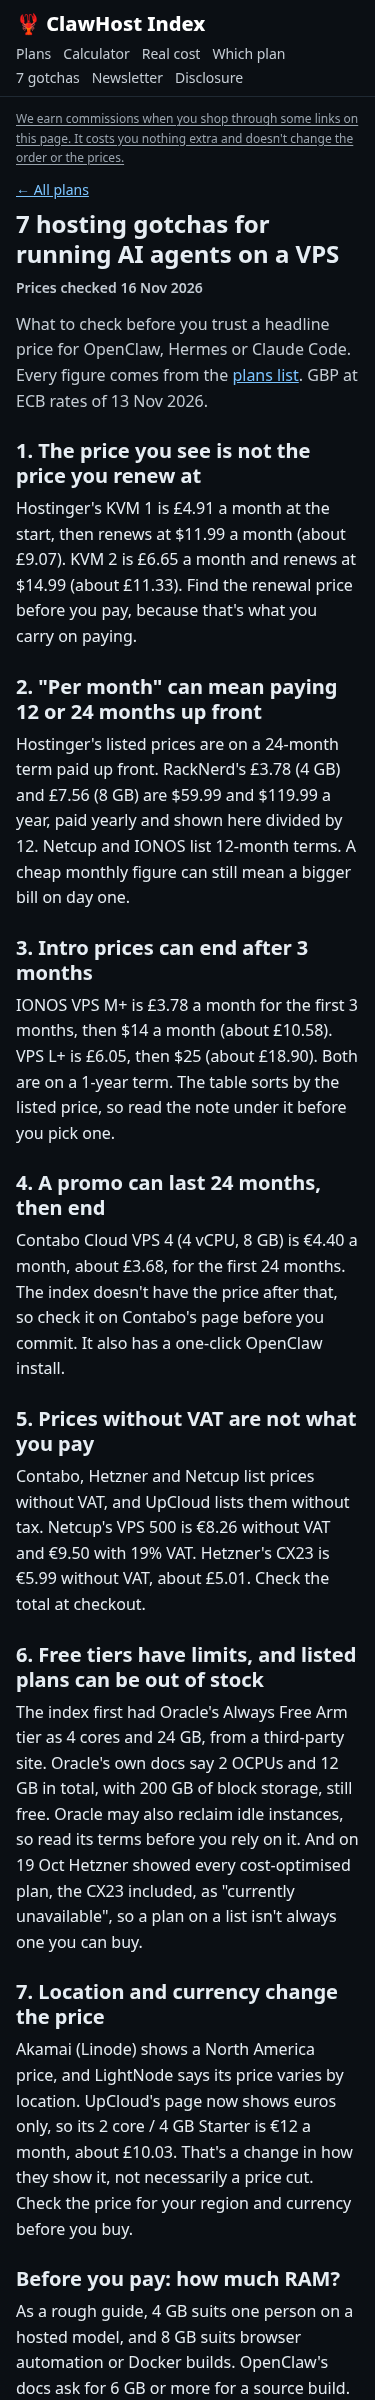 ClawHost Index
Plans Calculator Real cost Which plan
7 gotchas Newsletter Disclosure
We earn commissions when you shop through some links on
this page. It costs you nothing extra and doesn't change the
order or the prices.
← All plans
7 hosting gotchas for
running AI agents on a VPS
Prices checked 16 Nov 2026
What to check before you trust a headline
price for OpenClaw, Hermes or Claude Code.
Every figure comes from the plans list. GBP at
ECB rates of 13 Nov 2026.
1. The price you see is not the
price you renew at
Hostinger's KVM 1 is £4.91 a month at the
start, then renews at $11.99 a month (about
£9.07). KVM 2 is £6.65 a month and renews at
$14.99 (about £11.33). Find the renewal price
before you pay, because that's what you
carry on paying.
2. "Per month" can mean paying
12 or 24 months up front
Hostinger's listed prices are on a 24-month
term paid up front. RackNerd's £3.78 (4 GB)
and £7.56 (8 GB) are $59.99 and $119.99 a
year, paid yearly and shown here divided by
12. Netcup and IONOS list 12-month terms. A
cheap monthly figure can still mean a bigger
bill on day one.
3. Intro prices can end after 3
months
IONOS VPS M+ is £3.78 a month for the first 3
months, then $14 a month (about £10.58).
VPS L+ is £6.05, then $25 (about £18.90). Both
are on a 1-year term. The table sorts by the
listed price, so read the note under it before
you pick one.
4. A promo can last 24 months,
then end
Contabo Cloud VPS 4 (4 vCPU, 8 GB) is €4.40 a
month, about £3.68, for the first 24 months.
The index doesn't have the price after that,
so check it on Contabo's page before you
commit. It also has a one-click OpenClaw
install.
5. Prices without VAT are not what
you pay
Contabo, Hetzner and Netcup list prices
without VAT, and UpCloud lists them without
tax. Netcup's VPS 500 is €8.26 without VAT
and €9.50 with 19% VAT. Hetzner's CX23 is
€5.99 without VAT, about £5.01. Check the
total at checkout.
6. Free tiers have limits, and listed
plans can be out of stock
The index first had Oracle's Always Free Arm
tier as 4 cores and 24 GB, from a third-party
site. Oracle's own docs say 2 OCPUs and 12
GB in total, with 200 GB of block storage, still
free. Oracle may also reclaim idle instances,
so read its terms before you rely on it. And on
19 Oct Hetzner showed every cost-optimised
plan, the CX23 included, as "currently
unavailable", so a plan on a list isn't always
one you can buy.
7. Location and currency change
the price
Akamai (Linode) shows a North America
price, and LightNode says its price varies by
location. UpCloud's page now shows euros
only, so its 2 core / 4 GB Starter is €12 a
month, about £10.03. That's a change in how
they show it, not necessarily a price cut.
Check the price for your region and currency
before you buy.
Before you pay: how much RAM?
As a rough guide, 4 GB suits one person on a
hosted model, and 8 GB suits browser
automation or Docker builds. OpenClaw's
docs ask for 6 GB or more for a source build.